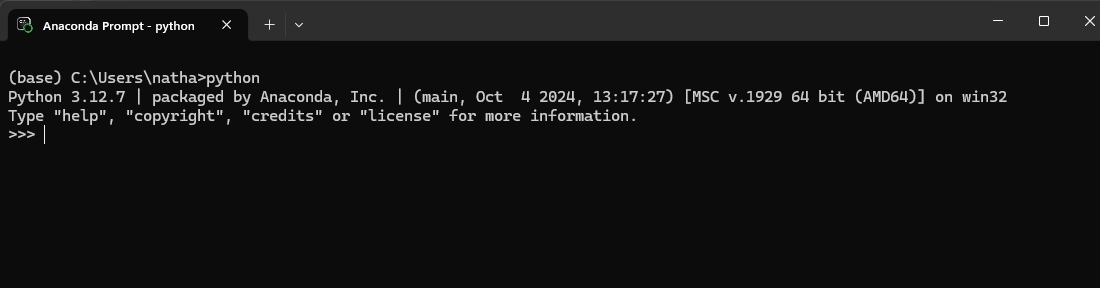 Anaconda Prompt - python
(base) C:\Users\natha>python
Python 3.12.7 | packaged by Anaconda, Inc. | (main, Oct  4 2024, 13:17:27) [MSC v.1929 64 bit (AMD64)] on win32
Type "help", "copyright", "credits" or "license" for more information.
>>>